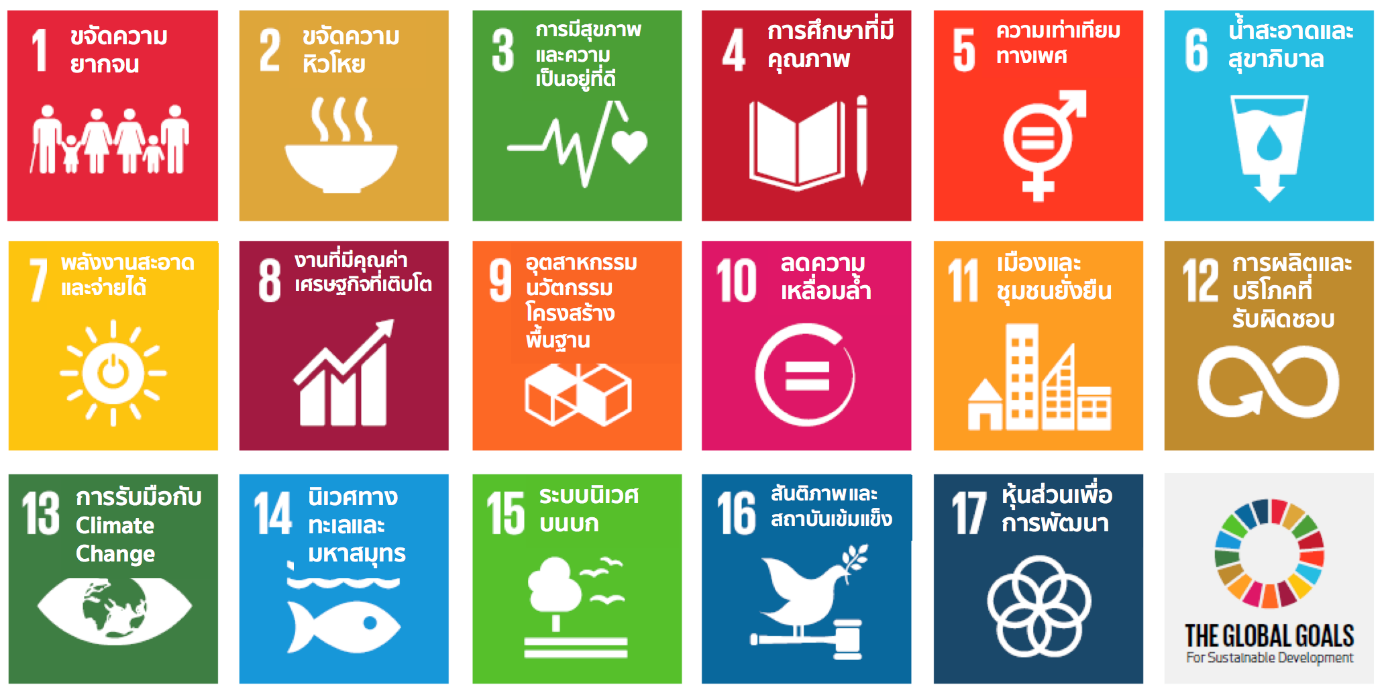 1
ขจัดความ
ยากจน
2
ขจัดความ
หิวโหย
3
การมีสุขภาพ
และความ
เป็นอยู่ที่ดี
4
การศึกษาที่มี
คุณภาพ
5
ความเท่าเทียม
ทางเพศ
6
น้ำสะอาดและ
สุขาภิบาล
7
พลังงานสะอาด
และจ่ายได้
8
งานที่มีคุณค่า
เศรษฐกิจที่เติบโต
9
อุตสาหกรรม
นวัตกรรม
โครงสร้าง
พื้นฐาน
10
ลดความ
เหลื่อมล้ำ
11
เมืองและ
ชุมชนยั่งยืน
12
การผลิตและ
บริโภคที่
รับผิดชอบ
13
การรับมือกับ
Climate
Change
14
นิเวศทาง
ทะเลและ
มหาสมุทร
15
ระบบนิเวศ
บนบก
16
สันติภาพและ
สถาบันเข้มแข็ง
17
หุ้นส่วนเพื่อ
การพัฒนา
THE GLOBAL GOALS
For Sustainable Development